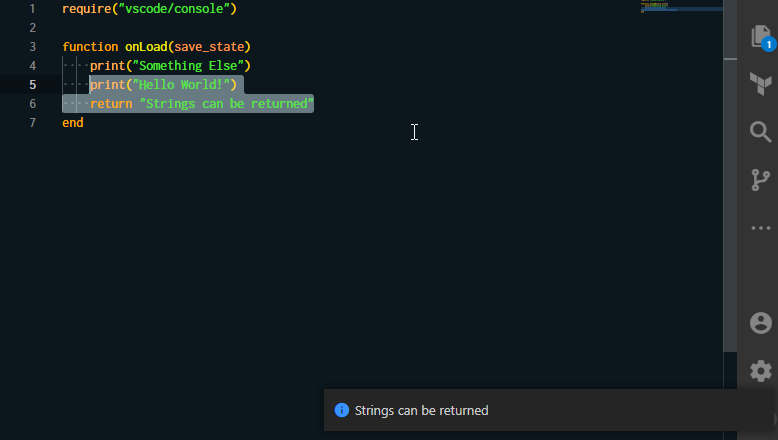 1 require("vscode/console")
2
3 function onLoad(save_state)
4 print("Something Else")
5 print("Hello World!")
6 return "Strings can be returned"
7 end
1
Strings can be returned